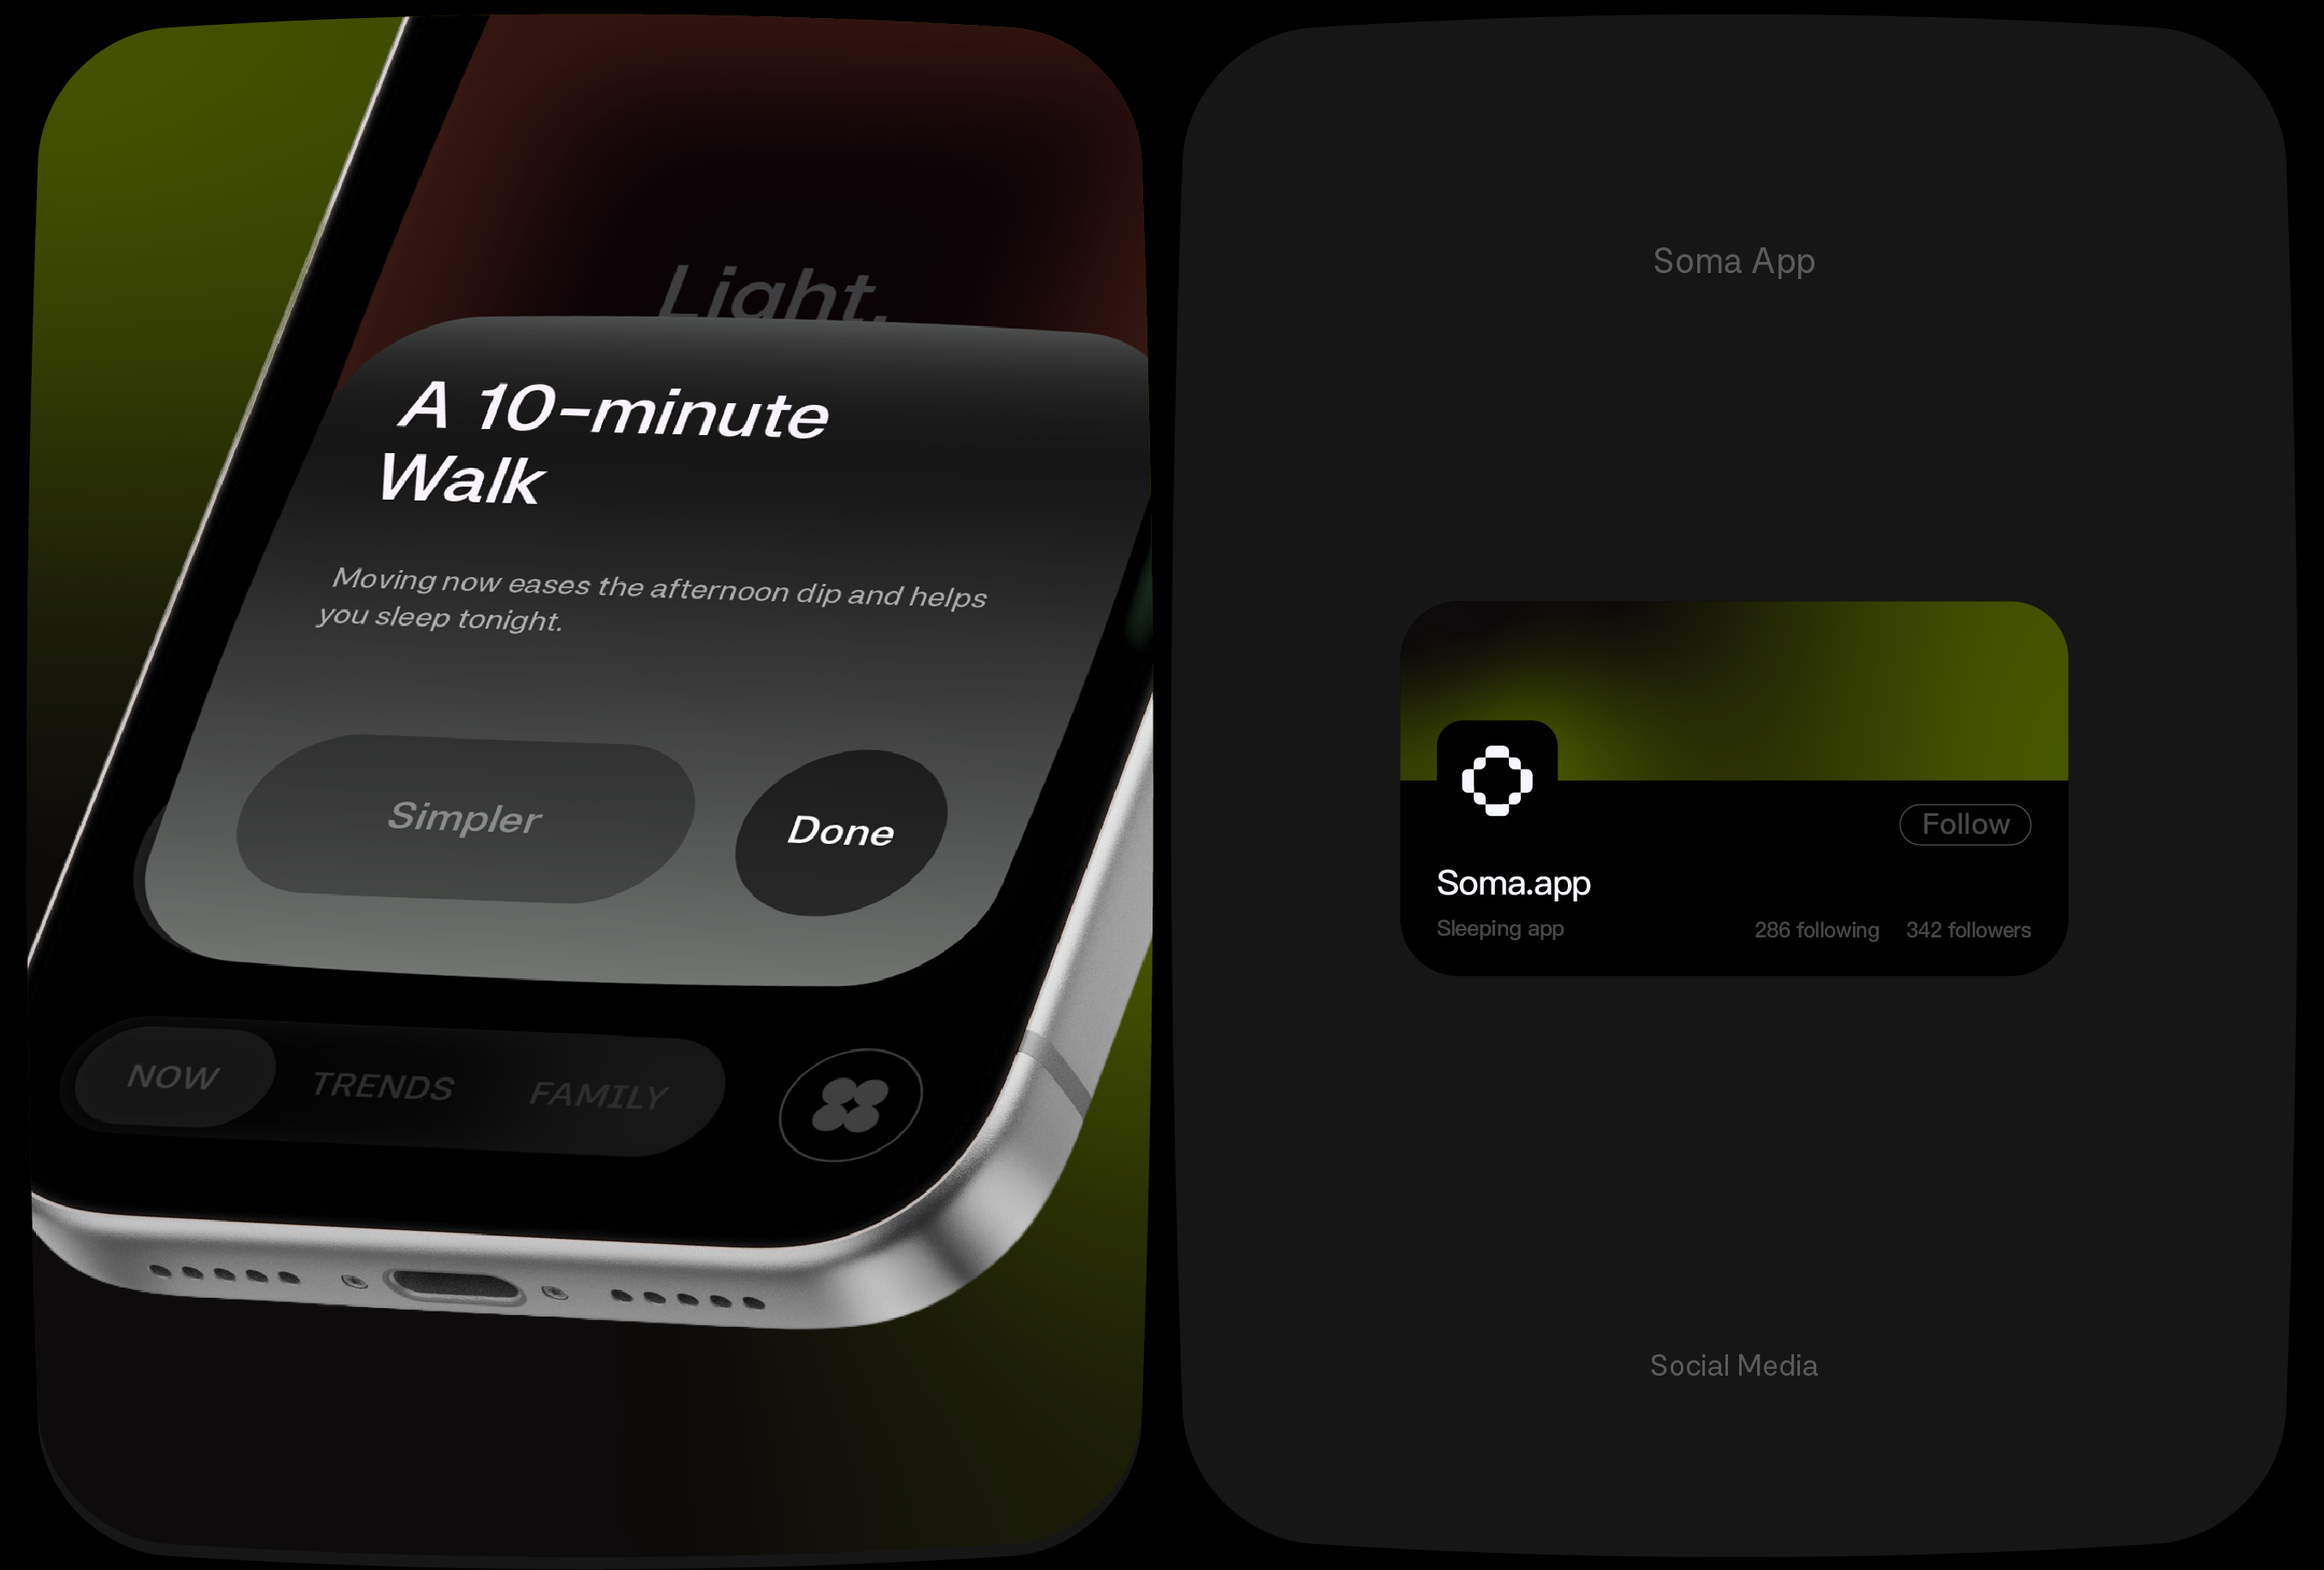 Light.
A 10-minute
Walk
Moving now eases the afternoon dip and helps
you sleep tonight.
Simpler
Done
NOW
TRENDS
FAMILY
Soma App
Follow
Soma.app
Sleeping app
286 following
342 followers
Social Media